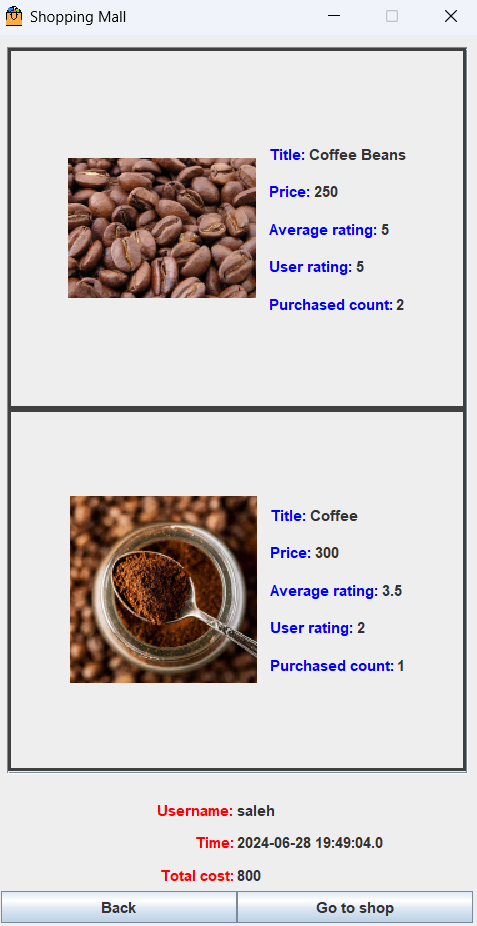 Shopping Mall
Title: Coffee Beans
Price: 250
Average rating: 5
User rating: 5
Purchased count: 2
Title: Coffee
Price: 300
Average rating: 3.5
User rating: 2
Purchased count: 1
Username: saleh
Time: 2024-06-28 19:49:04.0
Total cost: 800
Back Go to shop